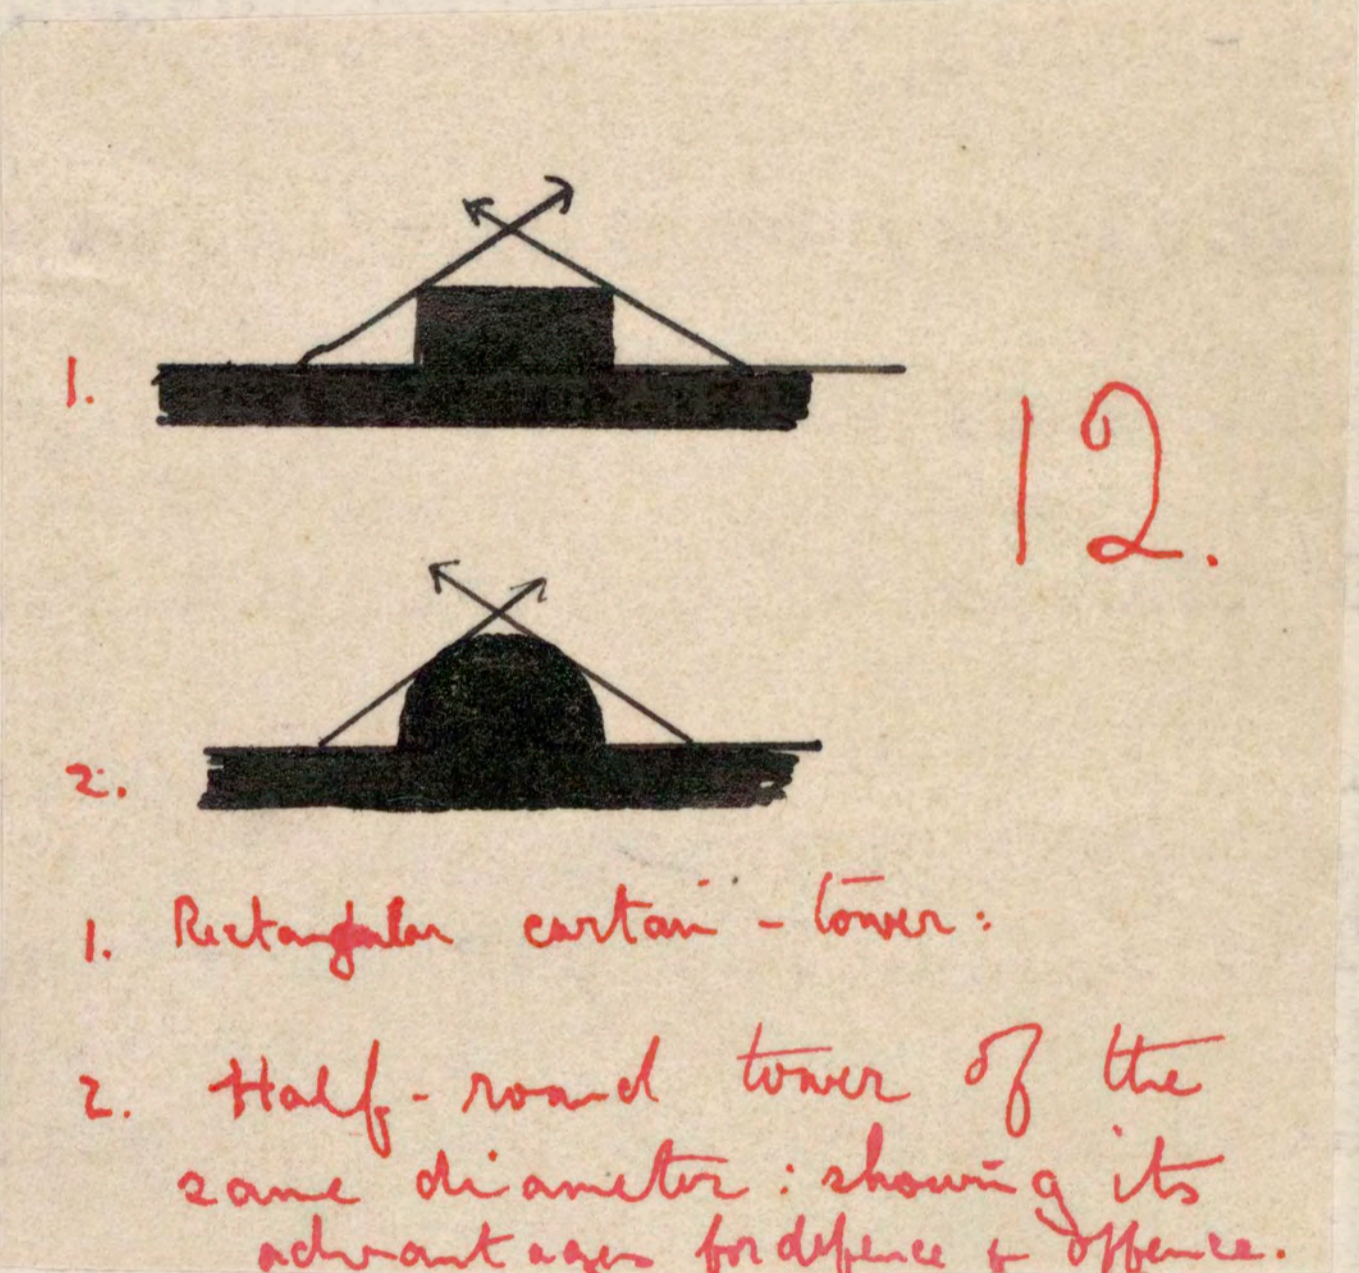 1.
12.
2.
1. Rectangular curtain-tower:
2. Half-round tower of the
same diameter: showing its
advantages for defence & offence.